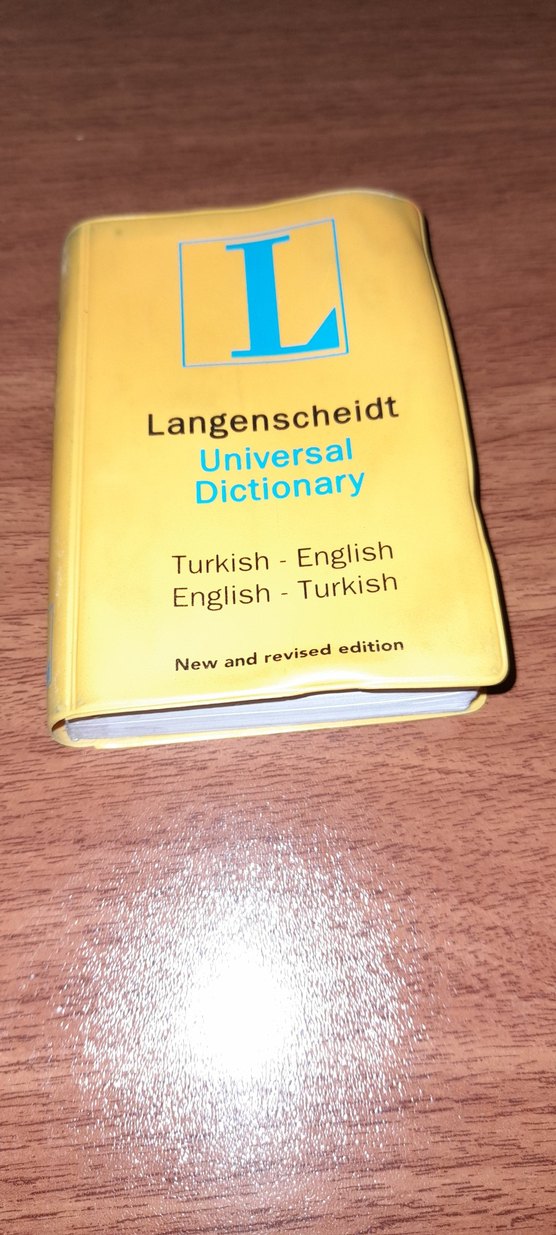 L
Langenscheidt
Universal
Dictionary
Turkish - English
English - Turkish
New and revised edition